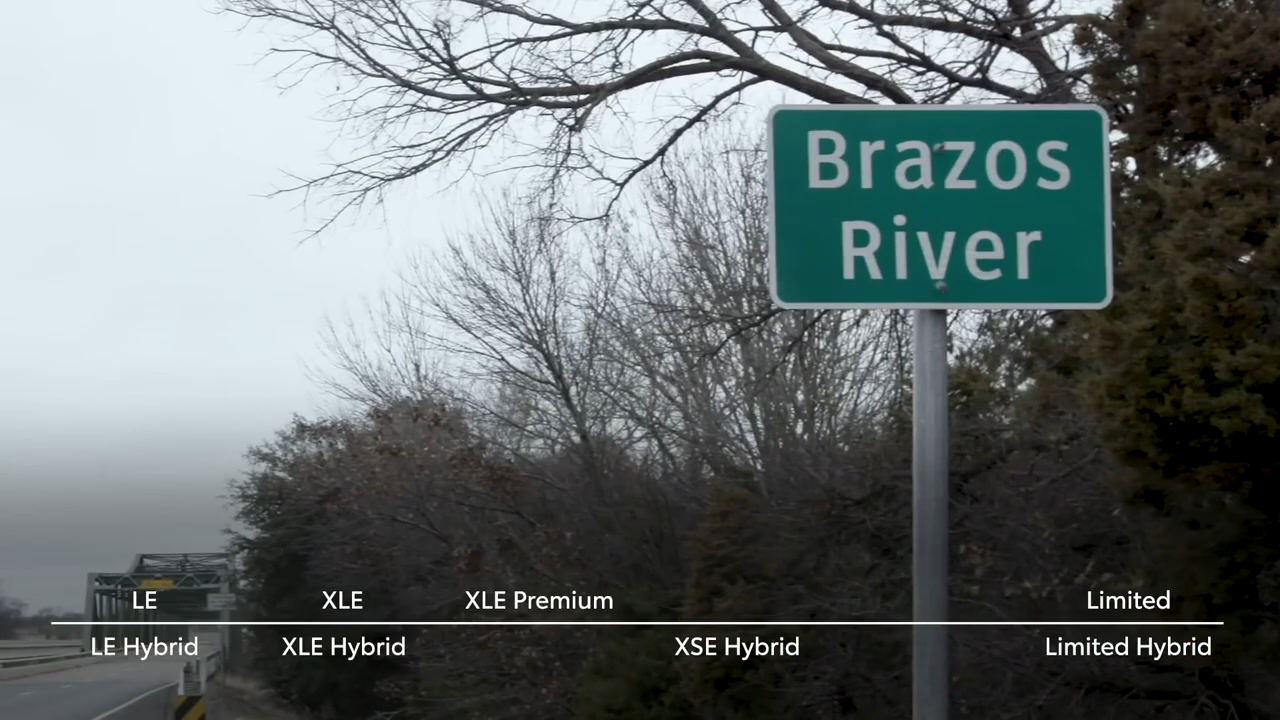 Brazos
River
LE
XLE
XLE Premium
Limited
LE Hybrid
XLE Hybrid
XSE Hybrid
Limited Hybrid